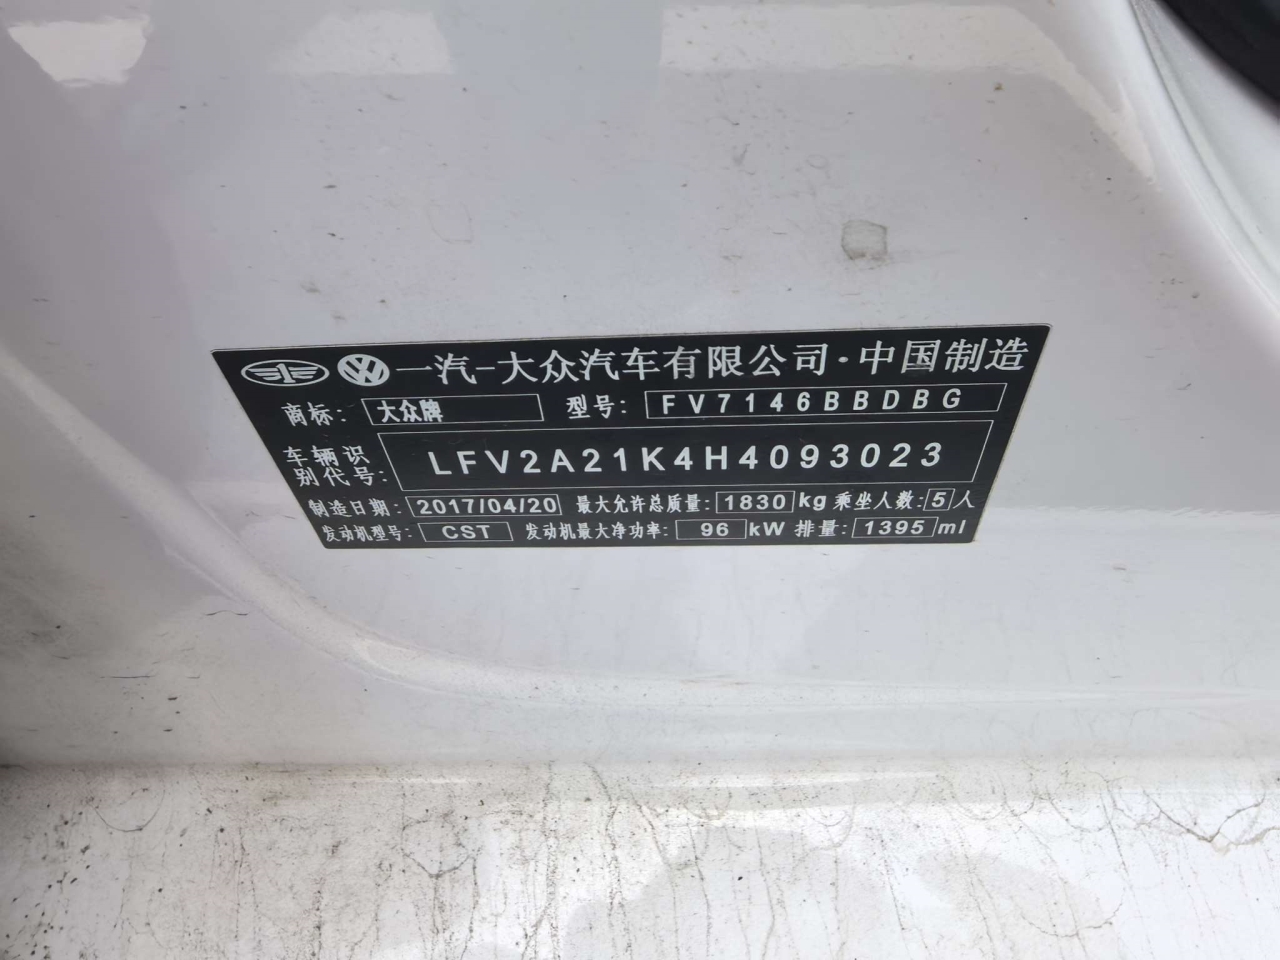 一汽-大众汽车有限公司·中国制造
商标: 大众牌 型号: FV7146BBDBG
车辆识别代号: LFV2A21K4H4093023
制造日期: 2017/04/20 最大允许总质量: 1830 kg 乘坐人数: 5 人
发动机型号: CST 发动机最大净功率: 96 kW 排量: 1395 ml